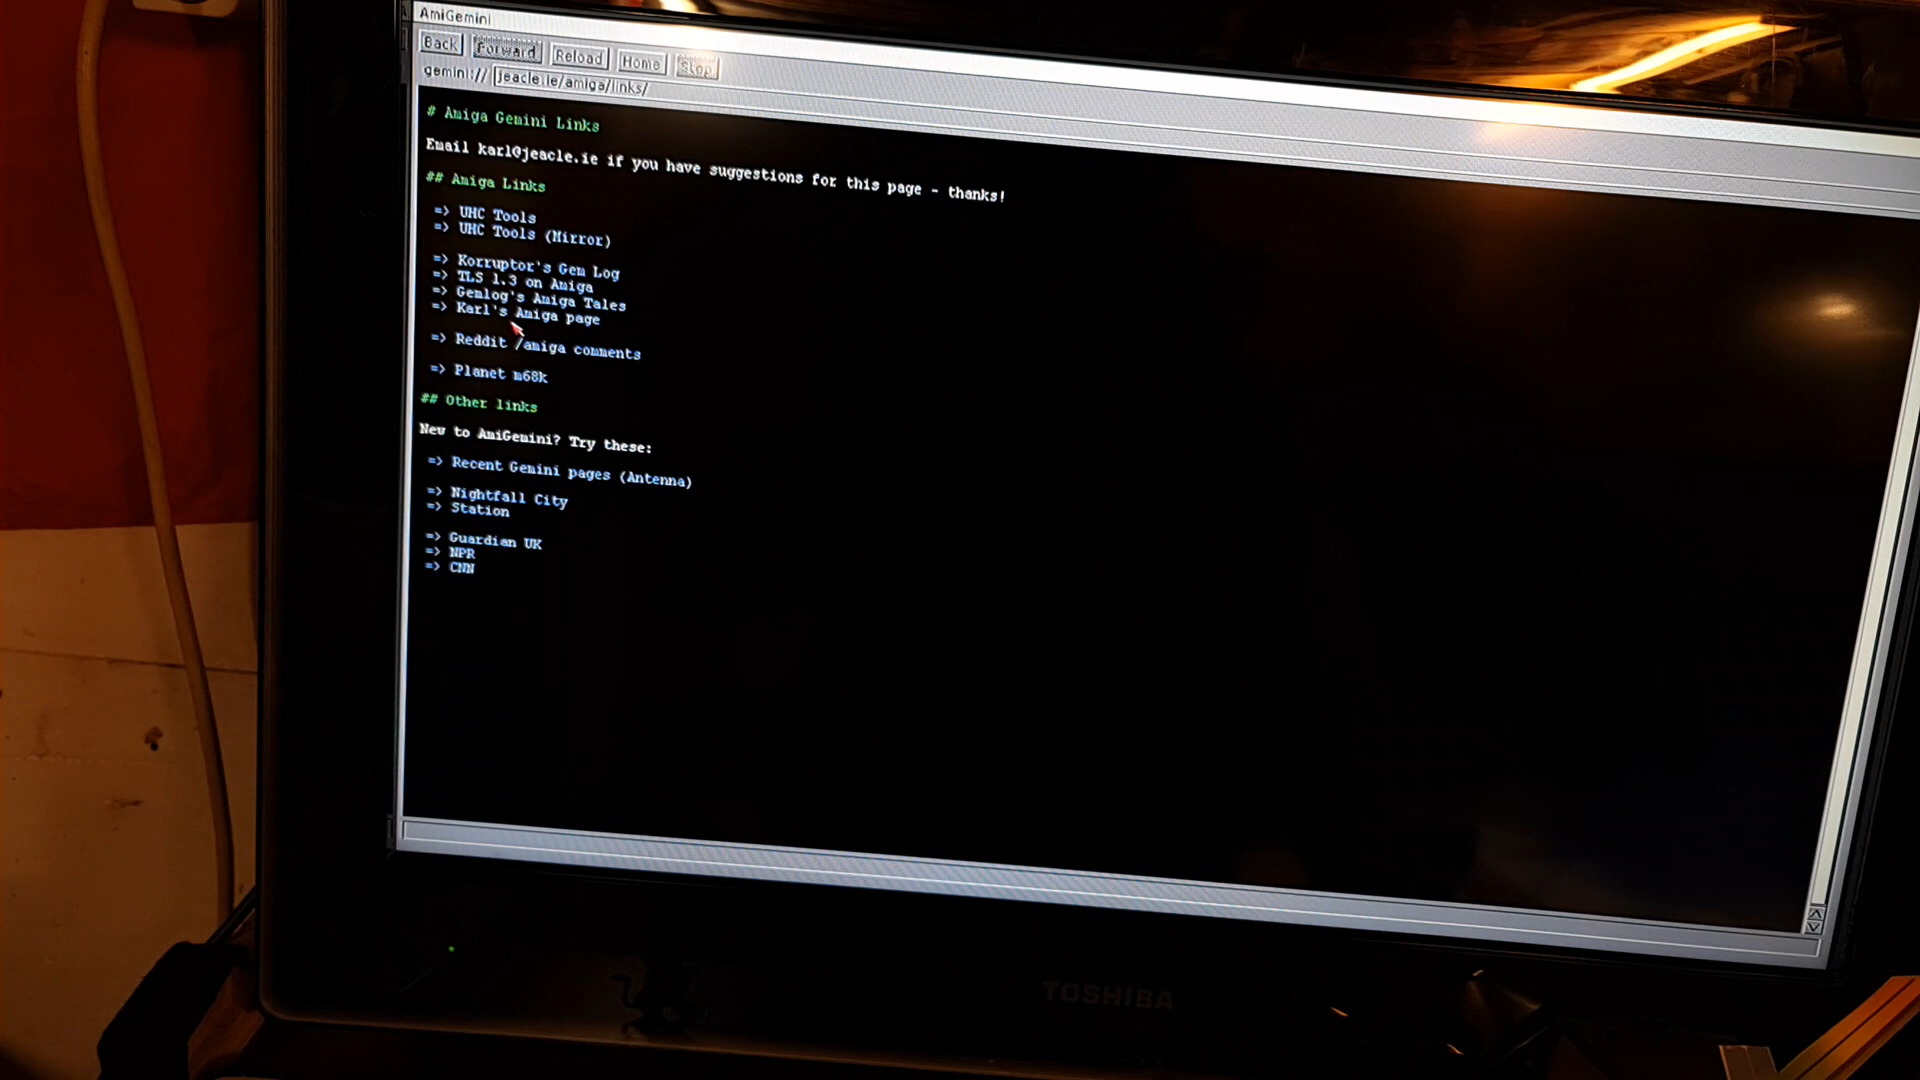 AmiGemini
Back Forward Reload Home Stop
gemini:// jeacle.ie/amiga/links/
# Amiga Gemini Links
Email karl@jeacle.ie if you have suggestions for this page - thanks!
## Amiga Links
=> UHC Tools
=> UHC Tools (Mirror)
=> Korruptor's Gem Log
=> TLS 1.3 on Amiga
=> Gemlog's Amiga Tales
=> Karl's Amiga page
=> Reddit /amiga comments
=> Planet m68k
## Other links
New to AmiGemini? Try these:
=> Recent Gemini pages (Antenna)
=> Nightfall City
=> Station
=> Guardian UK
=> NPR
=> CNN
TOSHIBA